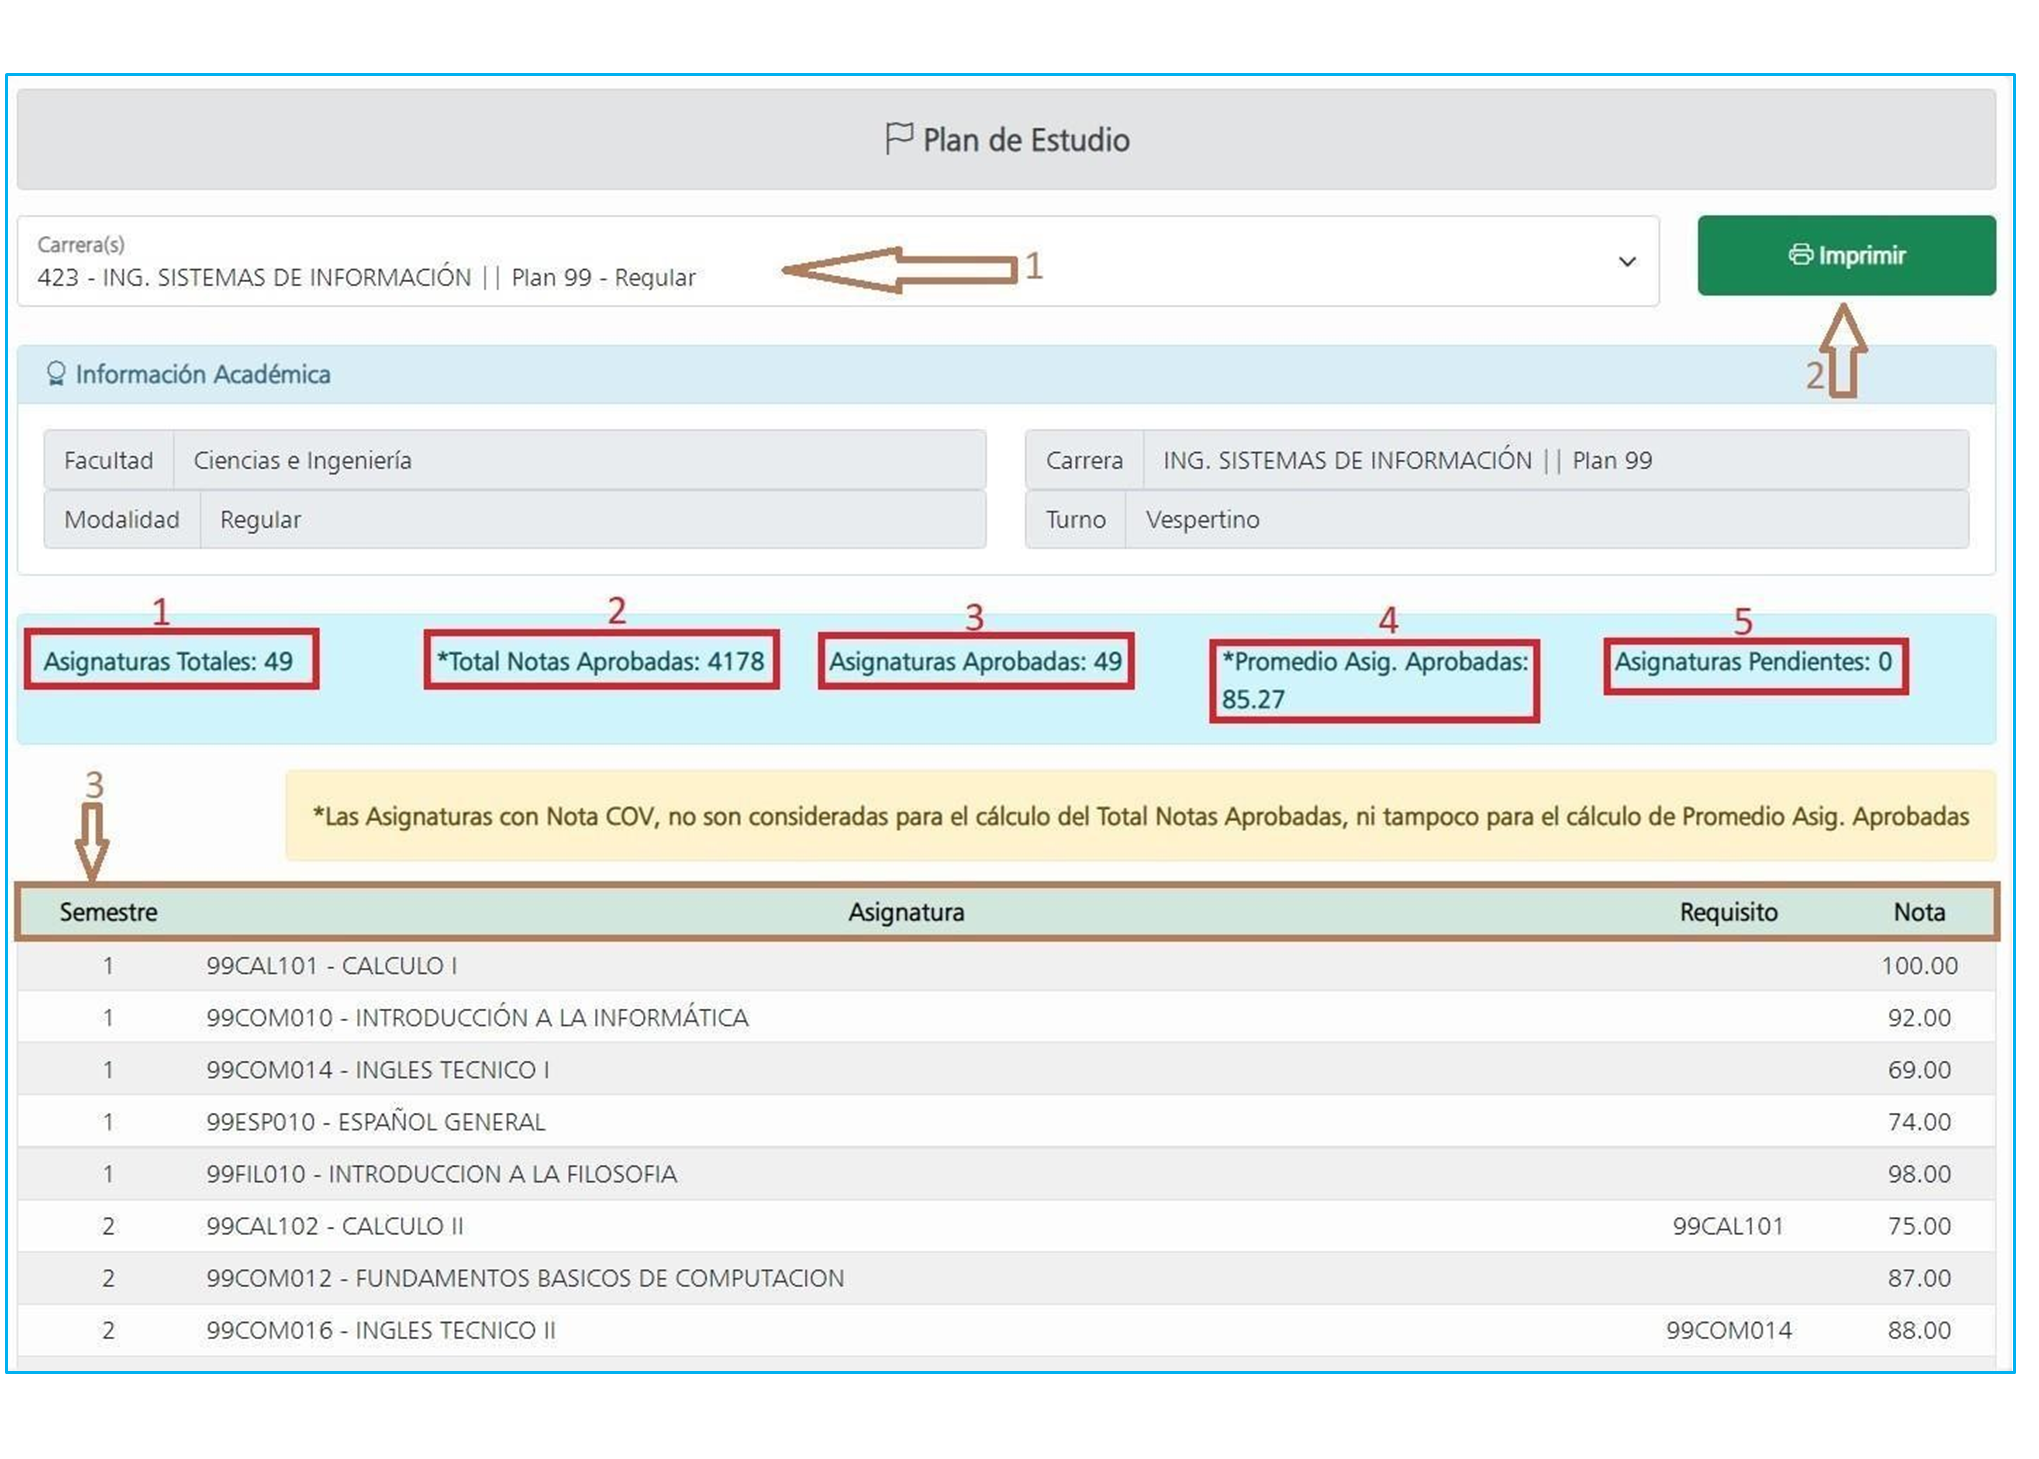 Plan de Estudio
Carrera(s)
423 - ING. SISTEMAS DE INFORMACIÓN || Plan 99 - Regular
1
Imprimir
2
Información Académica
Facultad Ciencias e Ingeniería
Carrera ING. SISTEMAS DE INFORMACIÓN || Plan 99
Modalidad Regular
Turno Vespertino
1 2 3 4 5
Asignaturas Totales: 49
*Total Notas Aprobadas: 4178
Asignaturas Aprobadas: 49
*Promedio Asig. Aprobadas:
85.27
Asignaturas Pendientes: 0
3
*Las Asignaturas con Nota COV, no son consideradas para el cálculo del Total Notas Aprobadas, ni tampoco para el cálculo de Promedio Asig. Aprobadas
Semestre Asignatura Requisito Nota
1 99CAL101 - CALCULO I 100.00
1 99COM010 - INTRODUCCIÓN A LA INFORMÁTICA 92.00
1 99COM014 - INGLES TECNICO I 69.00
1 99ESP010 - ESPAÑOL GENERAL 74.00
1 99FIL010 - INTRODUCCION A LA FILOSOFIA 98.00
2 99CAL102 - CALCULO II 99CAL101 75.00
2 99COM012 - FUNDAMENTOS BASICOS DE COMPUTACION 87.00
2 99COM016 - INGLES TECNICO II 99COM014 88.00